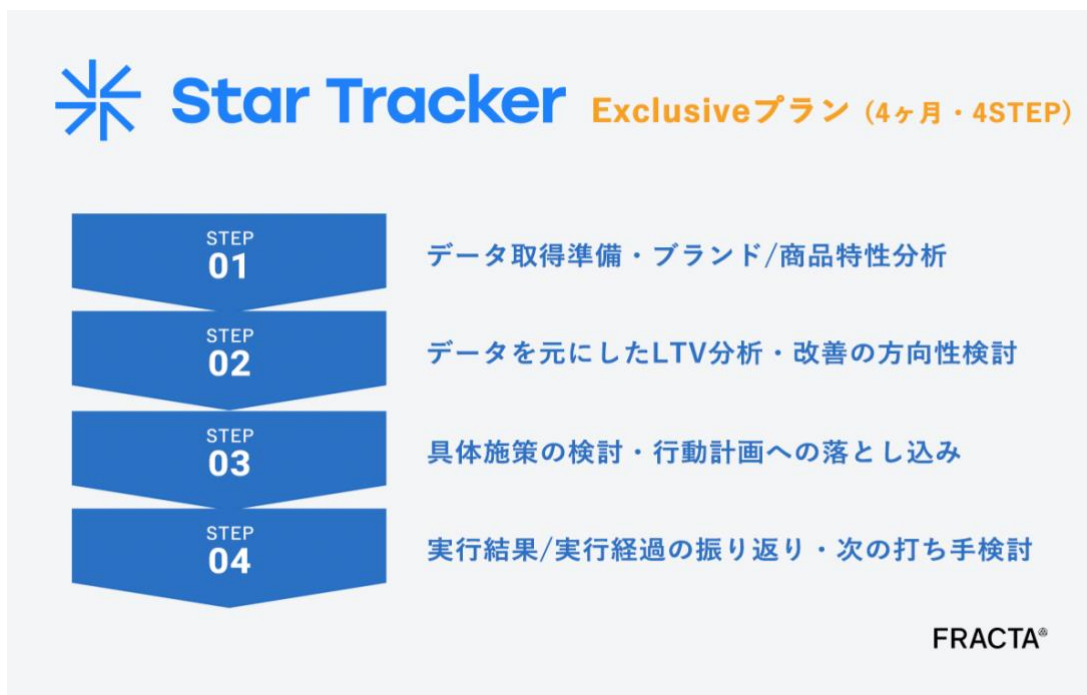 Star Tracker Exclusiveプラン (4ヶ月・4STEP)
STEP
01
データ取得準備・ブランド/商品特性分析
STEP
02
データを元にしたLTV分析・改善の方向性検討
STEP
03
具体施策の検討・行動計画への落とし込み
STEP
04
実行結果/実行経過の振り返り・次の打ち手検討
FRACTA